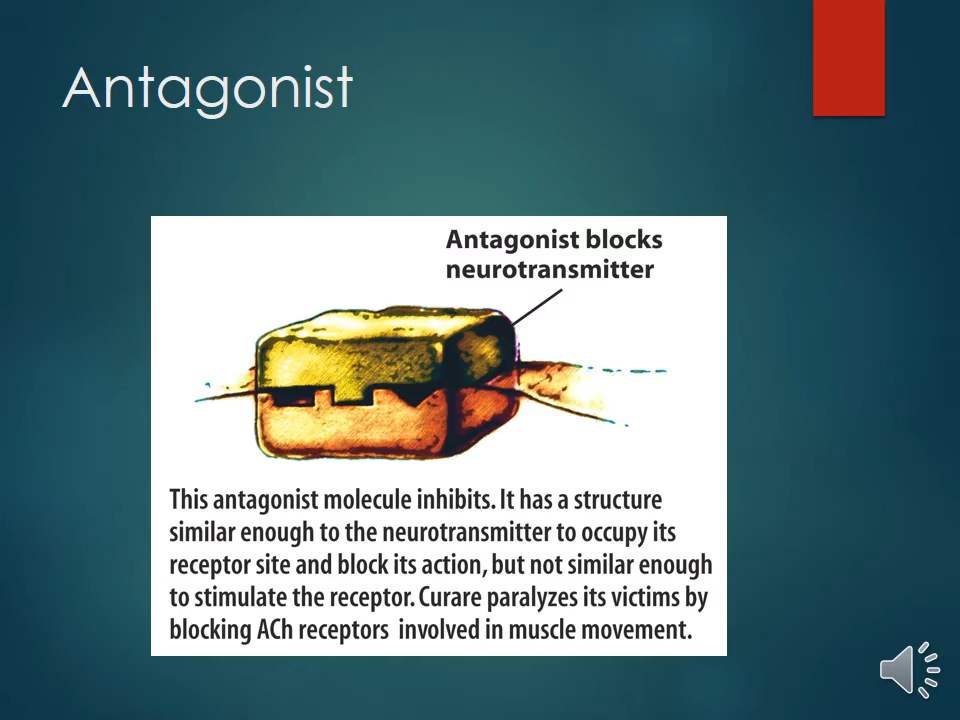 Antagonist
Antagonist blocks
neurotransmitter
This antagonist molecule inhibits. It has a structure
similar enough to the neurotransmitter to occupy its
receptor site and block its action, but not similar enough
to stimulate the receptor. Curare paralyzes its victims by
blocking ACh receptors involved in muscle movement.